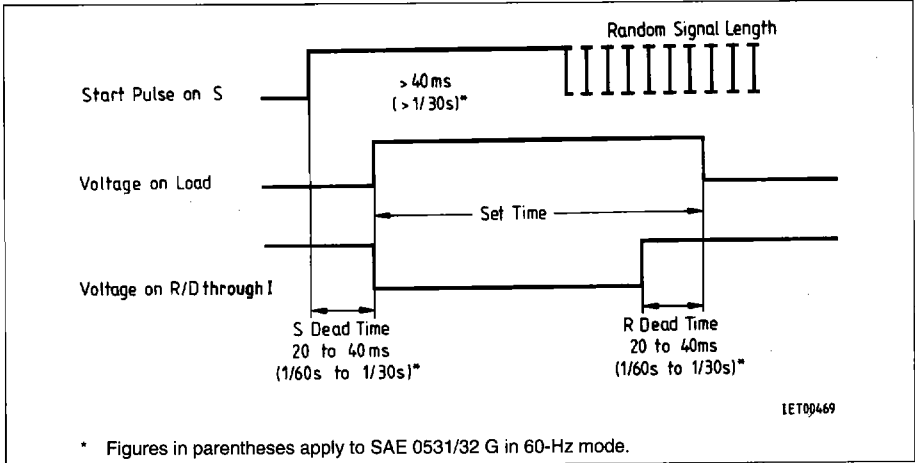 Random Signal Length
Start Pulse on S
> 40ms
(> 1/30s)*
Voltage on Load
Set Time
Voltage on R/D through I
S Dead Time
20 to 40ms
(1/60s to 1/30s)*
R Dead Time
20 to 40ms
(1/60s to 1/30s)*
IET00469
* Figures in parentheses apply to SAE 0531/32 G in 60-Hz mode.